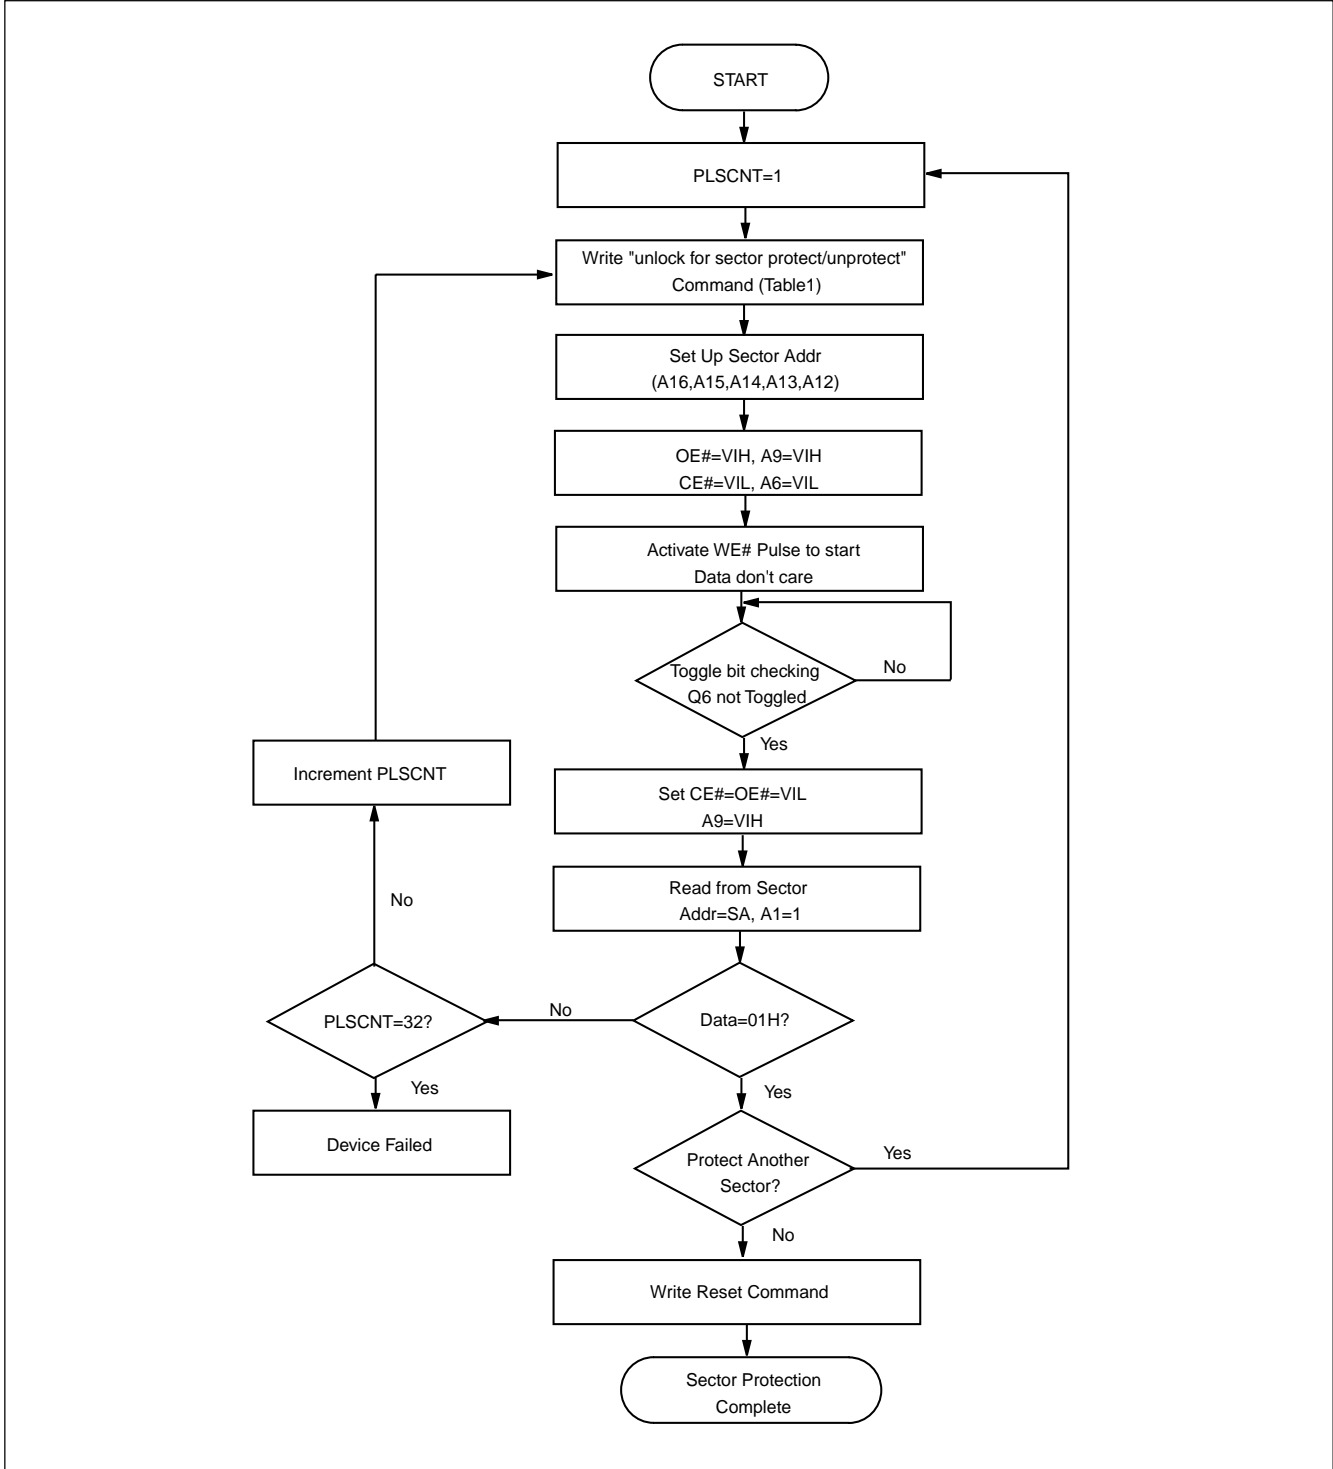 START
PLSCNT=1
Write "unlock for sector protect/unprotect"
Command (Table1)
Set Up Sector Addr
(A16,A15,A14,A13,A12)
OE#=VIH, A9=VIH
CE#=VIL, A6=VIL
Activate WE# Pulse to start
Data don't care
Toggle bit checking
Q6 not Toggled
No
Yes
Increment PLSCNT
Set CE#=OE#=VIL
A9=VIH
Read from Sector
Addr=SA, A1=1
No
PLSCNT=32?
No
Data=01H?
Yes
Yes
Device Failed
Protect Another
Sector?
Yes
No
Write Reset Command
Sector Protection
Complete